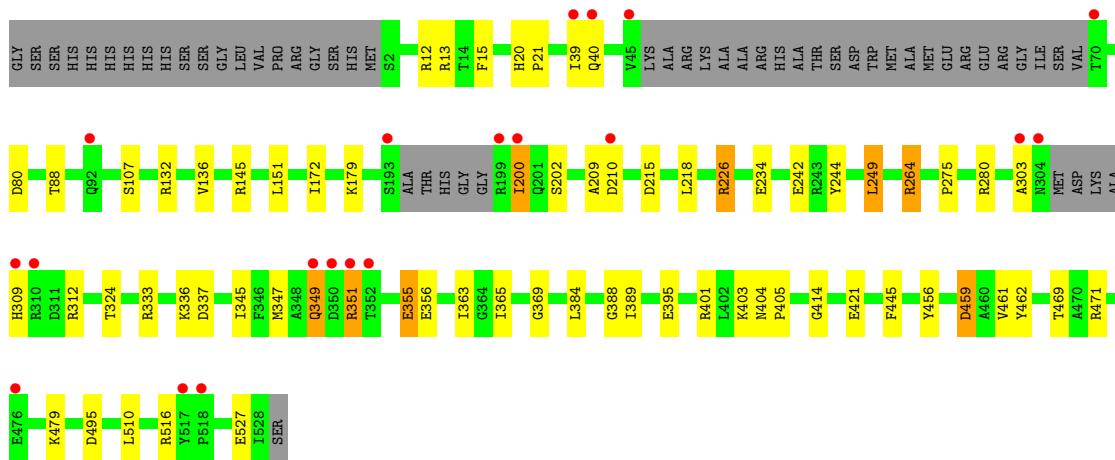 GLY SER SER HIS HIS HIS HIS HIS HIS SER SER GLY LEU VAL PRO ARG GLY SER HIS MET S2 R12 R13 T14 F15 H20 P21 I39 Q40 V45 LYS ALA ARG LYS ALA ALA ARG HIS ALA THR SER ASP TRP MET ALA MET GLU ARG GLU ARG GLY ILE SER VAL T70
D80 T88 Q92 S107 R132 V136 R145 L151 I172 K179 S193 ALA THR HIS GLY GLY R199 I200 Q201 S202 A209 D210 D215 L218 R226 E234 E242 R243 Y244 L249 R264 P275 R280 A303 N304 MET ASP LYS ALA
H309 R310 D311 R312 T324 R333 K336 D337 I345 F346 M347 A348 Q349 D350 R351 T352 E355 E356 I363 G364 I365 G369 L384 G388 I389 E395 R401 L402 K403 N404 P405 G414 E421 F445 Y456 D459 A460 V461 Y462 T469 A470 R471
E476 K479 D495 L510 R516 Y517 P518 E527 I528 SER